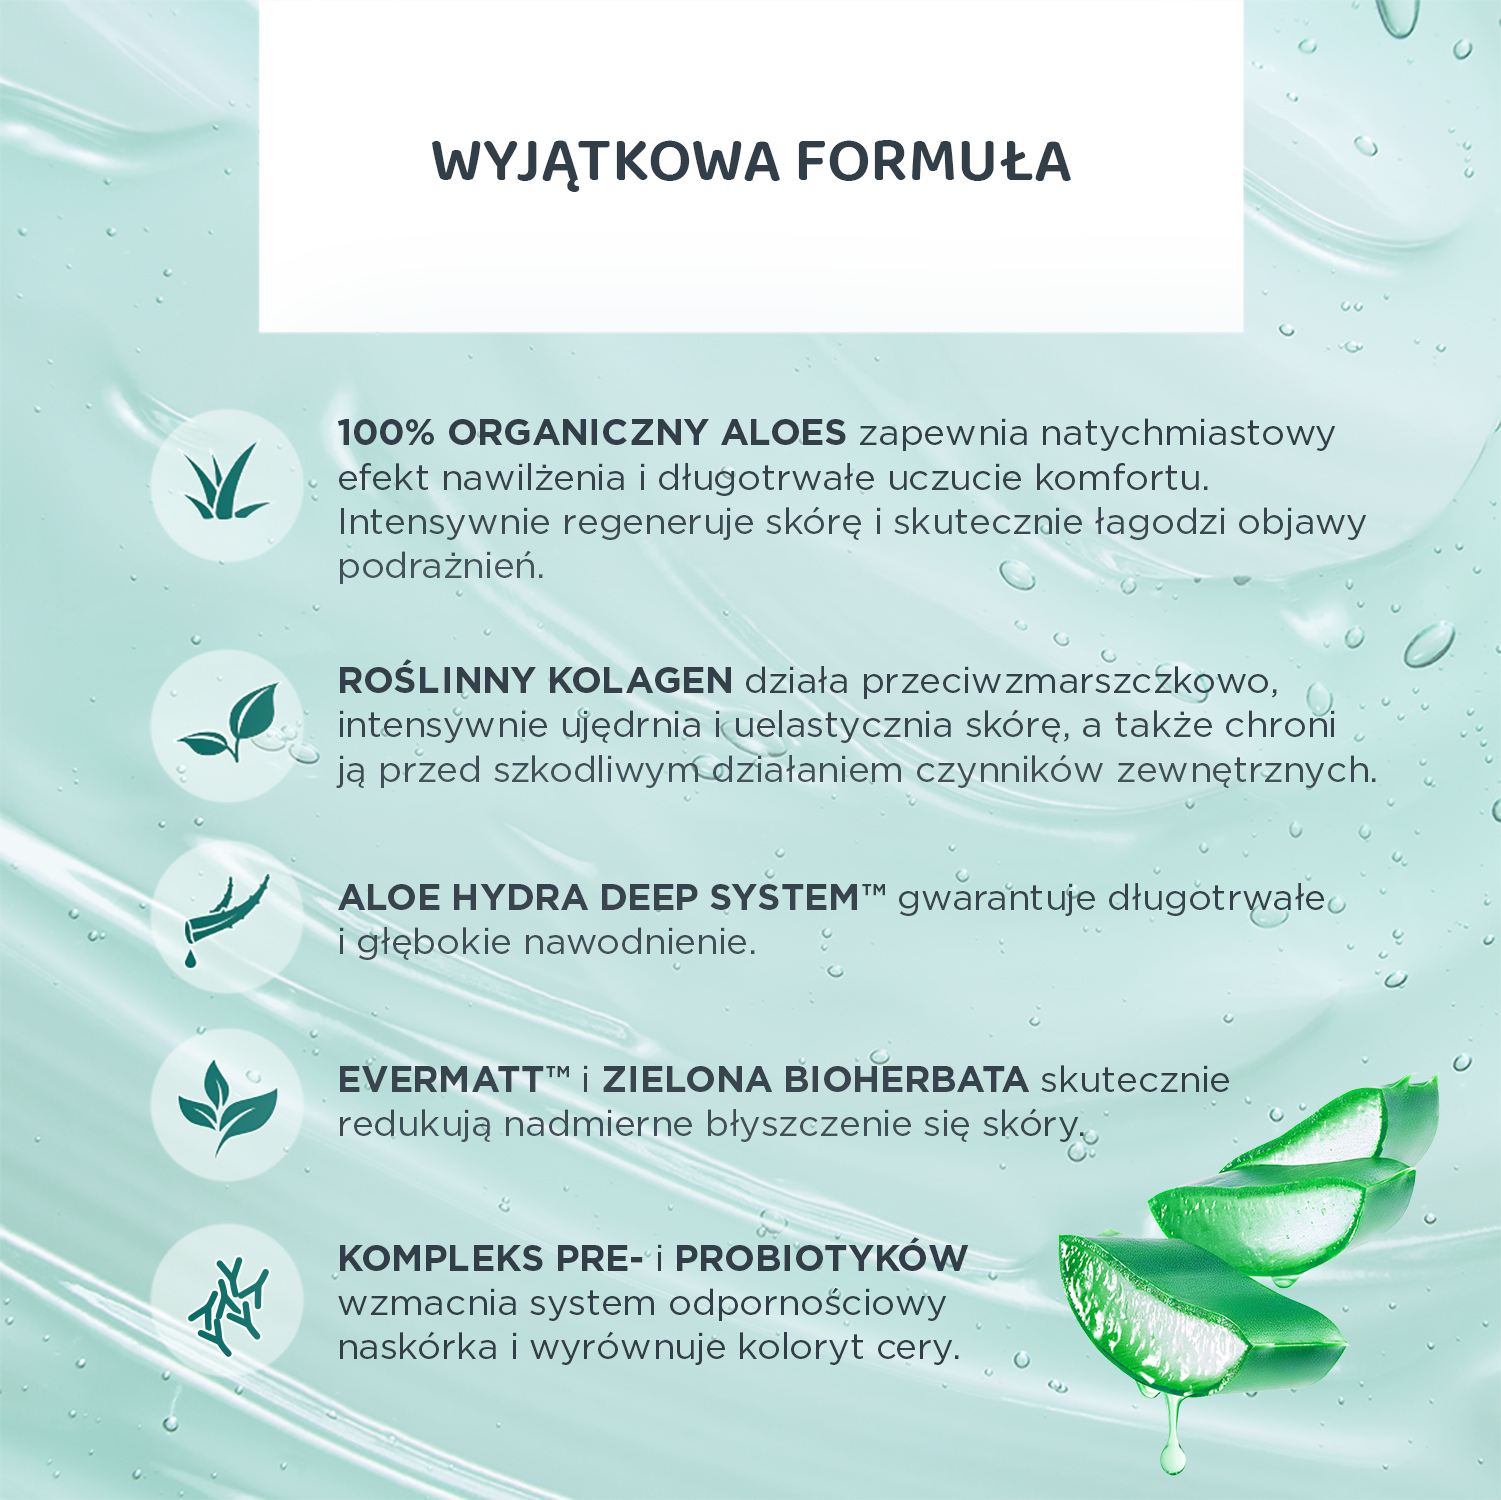 WYJĄTKOWA FORMUŁA
100% ORGANICZNY ALOES zapewnia natychmiastowy
efekt nawilżenia i długotrwałe uczucie komfortu.
Intensywnie regeneruje skórę i skutecznie łagodzi objawy
podrażnień.
ROŚLINNY KOLAGEN działa przeciwzmarszczkowo,
intensywnie ujędrnia i uelastycznia skórę, a także chroni
ją przed szkodliwym działaniem czynników zewnętrznych.
ALOE HYDRA DEEP SYSTEM™ gwarantuje długotrwałe
i głębokie nawodnienie.
EVERMATT™ i ZIELONA BIOHERBATA skutecznie
redukują nadmierne błyszczenie się skóry.
KOMPLEKS PRE- i PROBIOTYKÓW
wzmacnia system odpornościowy
naskórka i wyrównuje koloryt cery.